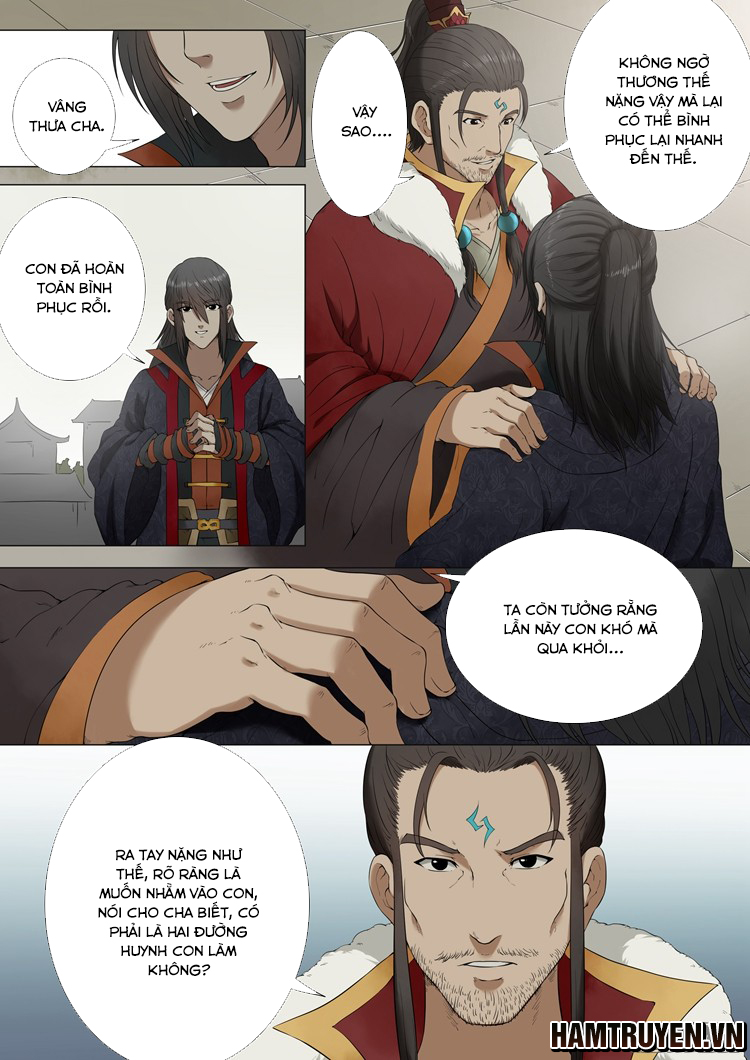 VÂNG
THƯA CHA.
CON ĐÃ HOÀN
TOÀN BÌNH
PHỤC RỒI.
VẬY
SAO....
KHÔNG NGỜ
THƯƠNG THẾ
NẶNG VẬY MÀ LẠI
CÓ THỂ BÌNH
PHỤC LẠI NHANH
ĐẾN THẾ.
TA CÒN TƯỞNG RẰNG
LẦN NÀY CON KHÓ MÀ
QUA KHỎI...
RA TAY NẶNG NHƯ
THẾ, RÕ RÀNG LÀ
MUỐN NHẰM VÀO CON,
NÓI CHO CHA BIẾT, CÓ
PHẢI LÀ HAI ĐƯỜNG
HUYNH CON LÀM
KHÔNG?
HAMTRUYEN.VN